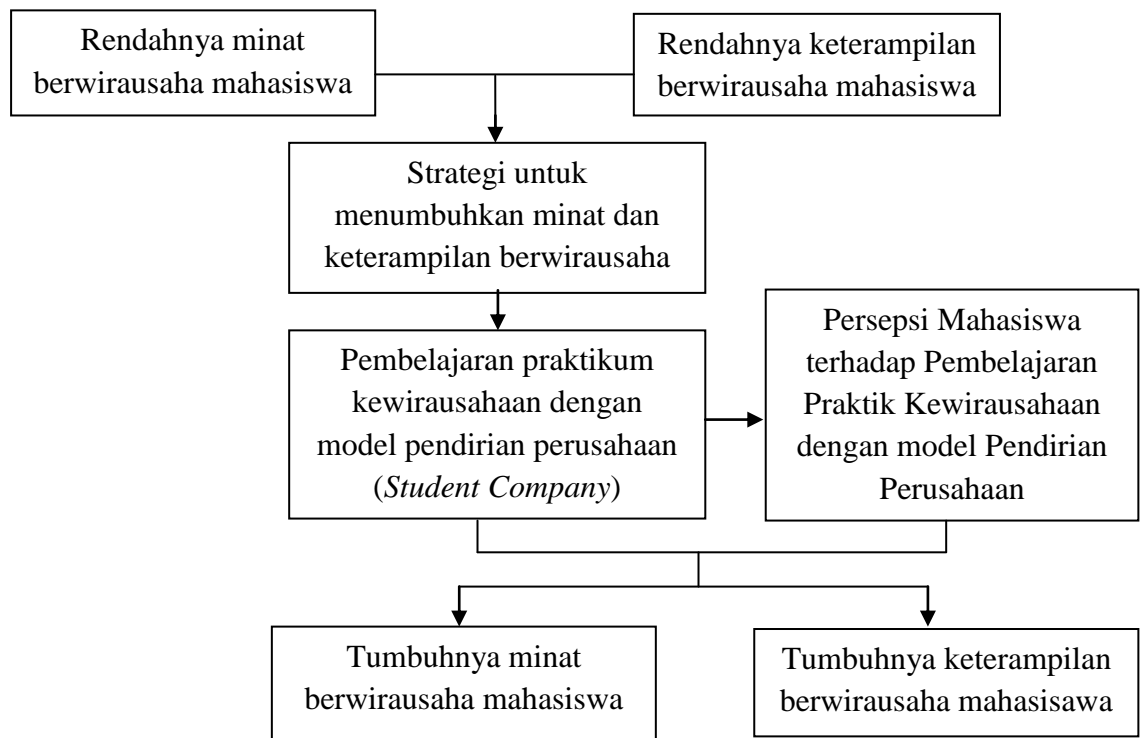 Rendahnya minat
berwirausaha mahasiswa
Rendahnya keterampilan
berwirausaha mahasiswa
Strategi untuk
menumbuhkan minat dan
keterampilan berwirausaha
Pembelajaran praktikum
kewirausahaan dengan
model pendirian perusahaan
(Student Company)
Persepsi Mahasiswa
terhadap Pembelajaran
Praktik Kewirausahaan
dengan model Pendirian
Perusahaan
Tumbuhnya minat
berwirausaha mahasiswa
Tumbuhnya keterampilan
berwirausaha mahasisawa